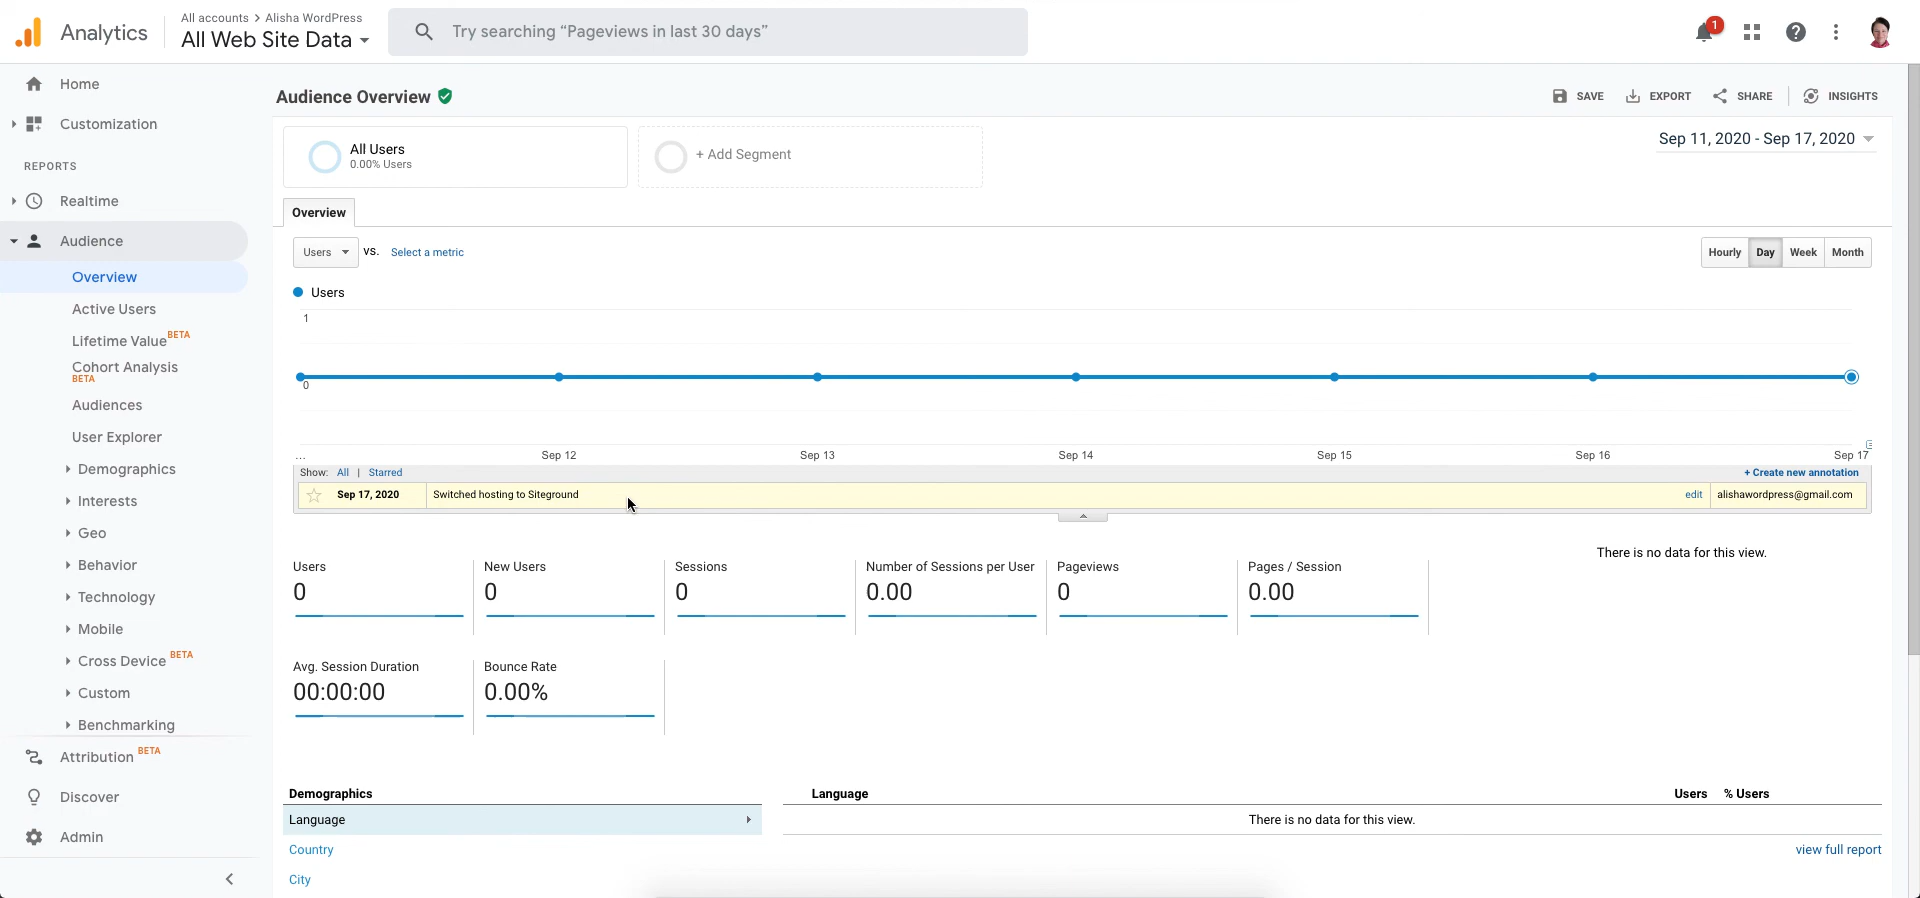 Analytics
All accounts > Alisha WordPress
All Web Site Data
Try searching “Pageviews in last 30 days”
1
Home
Customization
REPORTS
Realtime
Audience
Overview
Active Users
Lifetime Value BETA
Cohort Analysis
BETA
Audiences
User Explorer
Demographics
Interests
Geo
Behavior
Technology
Mobile
Cross Device BETA
Custom
Benchmarking
Attribution BETA
Discover
Admin
Audience Overview
SAVE EXPORT SHARE INSIGHTS
All Users
0.00% Users
+ Add Segment
Sep 11, 2020 - Sep 17, 2020
Overview
Users VS. Select a metric
Hourly Day Week Month
Users
1
0
... Sep 12 Sep 13 Sep 14 Sep 15 Sep 16 Sep 17
Show: All | Starred + Create new annotation
Sep 17, 2020 Switched hosting to Siteground edit alishawordpress@gmail.com
There is no data for this view.
Users New Users Sessions Number of Sessions per User Pageviews Pages / Session
0 0 0 0.00 0 0.00
Avg. Session Duration Bounce Rate
00:00:00 0.00%
Demographics Language Users % Users
Language There is no data for this view.
Country view full report
City